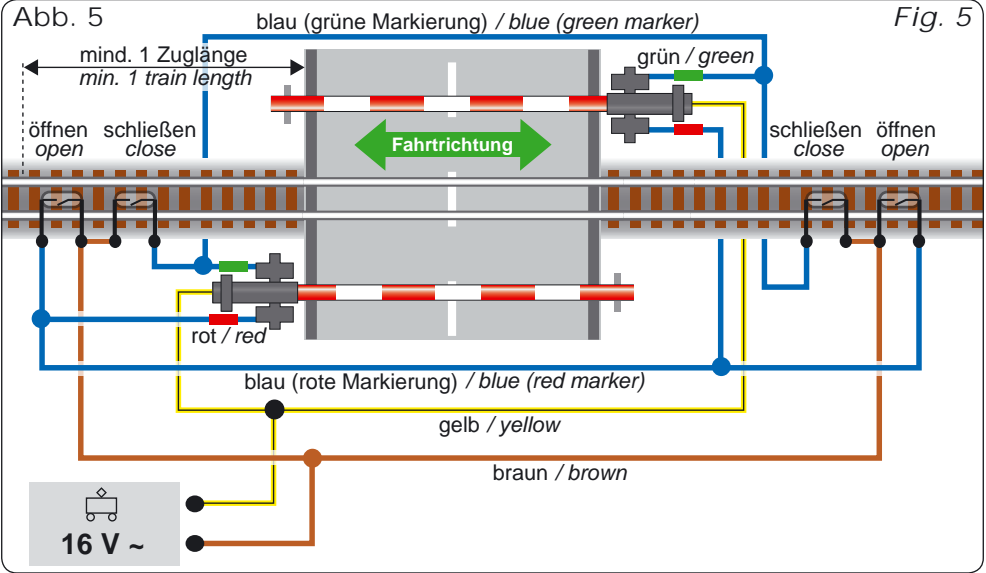 Abb. 5
Fig. 5
blau (grüne Markierung) / blue (green marker)
mind. 1 Zuglänge
min. 1 train length
grün / green
öffnen
open
schließen
close
Fahrtrichtung
schließen
close
öffnen
open
rot / red
blau (rote Markierung) / blue (red marker)
gelb / yellow
braun / brown
16 V ~